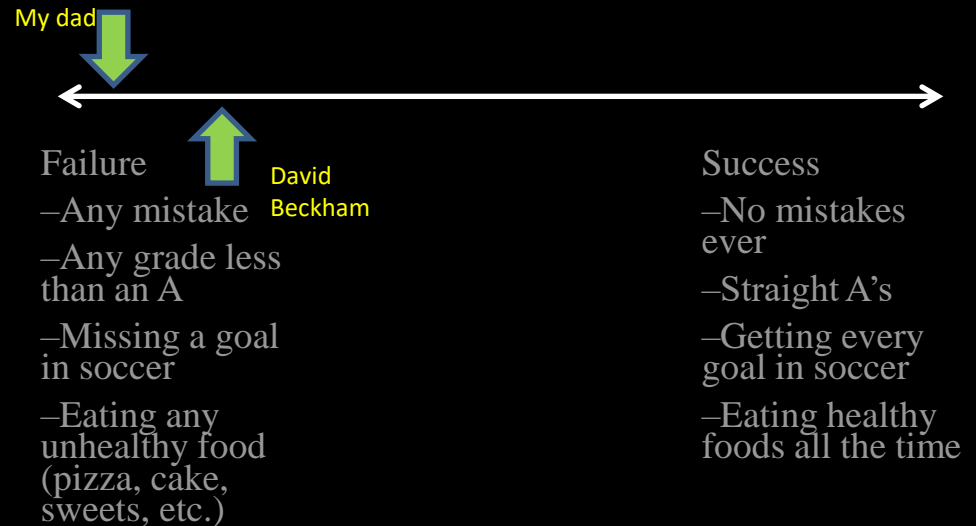 My dad
David
Beckham
Failure
–Any mistake
–Any grade less
than an A
–Missing a goal
in soccer
–Eating any
unhealthy food
(pizza, cake,
sweets, etc.)
Success
–No mistakes
ever
–Straight A’s
–Getting every
goal in soccer
–Eating healthy
foods all the time